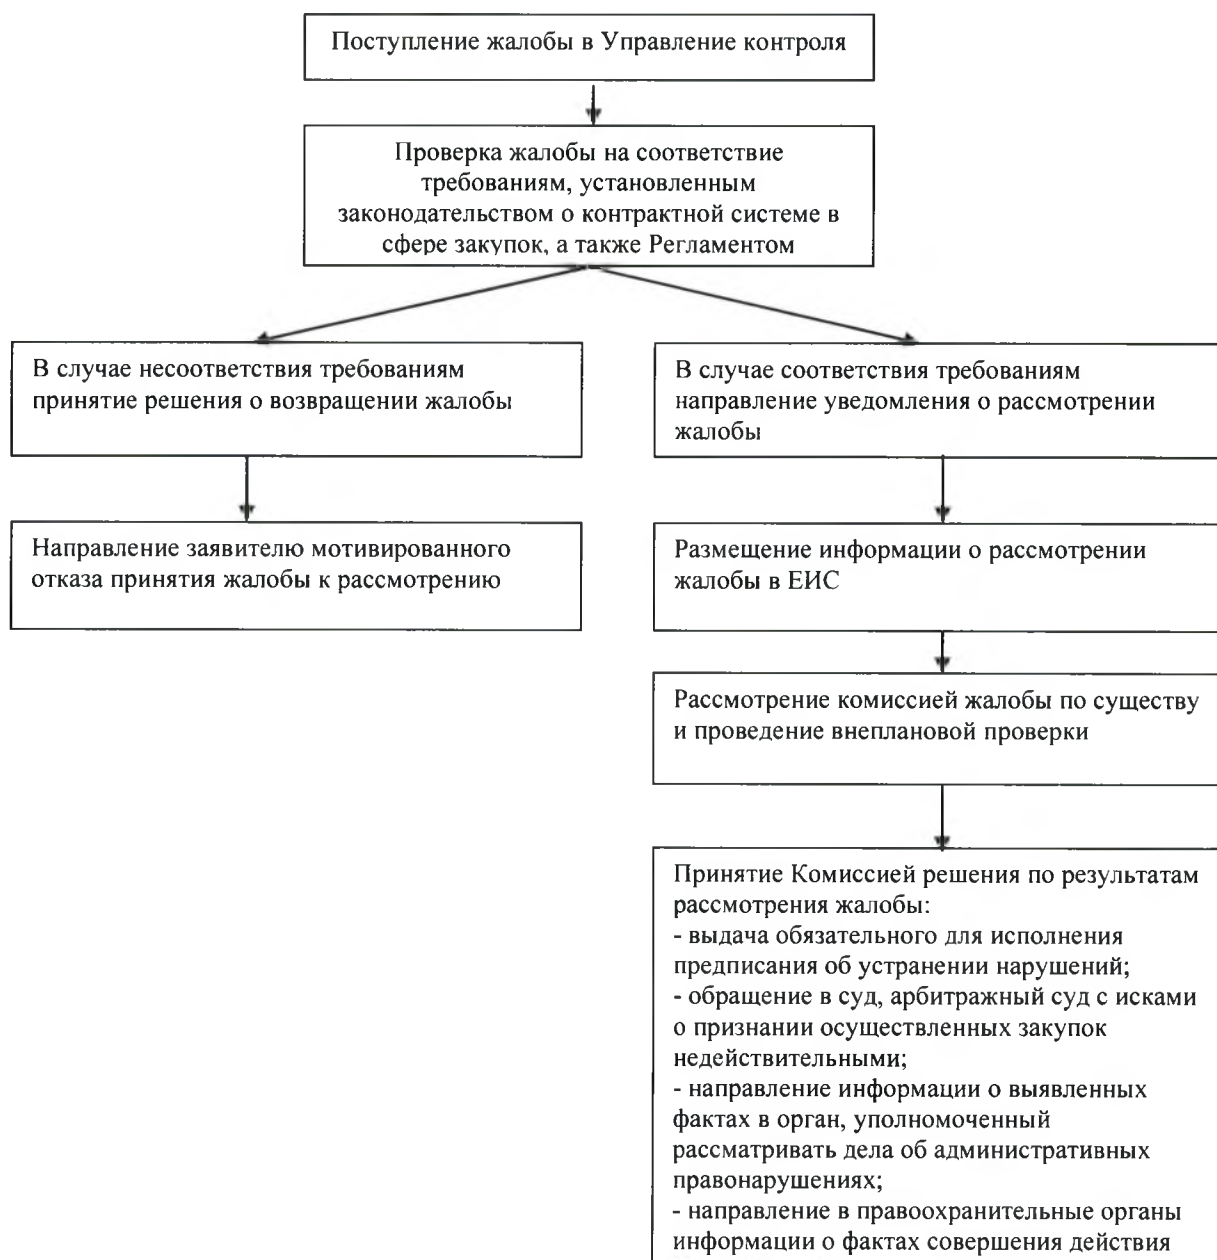 Поступление жалобы в Управление контроля
Проверка жалобы на соответствие
требованиям, установленным
законодательством о контрактной системе в
сфере закупок, а также Регламентом
В случае несоответствия требованиям
принятие решения о возвращении жалобы
В случае соответствия требованиям
направление уведомления о рассмотрении
жалобы
Направление заявителю мотивированного
отказа принятия жалобы к рассмотрению
Размещение информации о рассмотрении
жалобы в ЕИС
Рассмотрение комиссией жалобы по существу
и проведение внеплановой проверки
Принятие Комиссией решения по результатам
рассмотрения жалобы:
- выдача обязательного для исполнения
предписания об устранении нарушений;
- обращение в суд, арбитражный суд с исками
о признании осуществленных закупок
недействительными;
- направление информации о выявленных
фактах в орган, уполномоченный
рассматривать дела об административных
правонарушениях;
- направление в правоохранительные органы
информации о фактах совершения действия